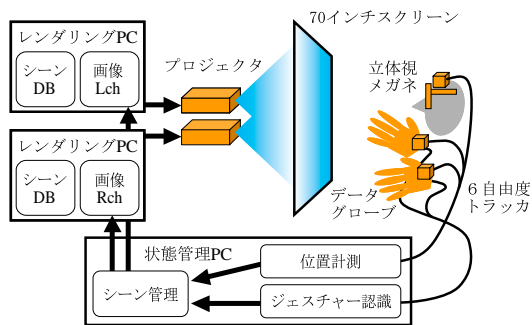 70インチスクリーン
レンダリングPC
シーン
DB
画像
Lch
プロジェクタ
立体視
メガネ
レンダリングPC
シーン
DB
画像
Rch
データ
グローブ
6自由度
トラッカ
状態管理PC
シーン管理
位置計測
ジェスチャー認識